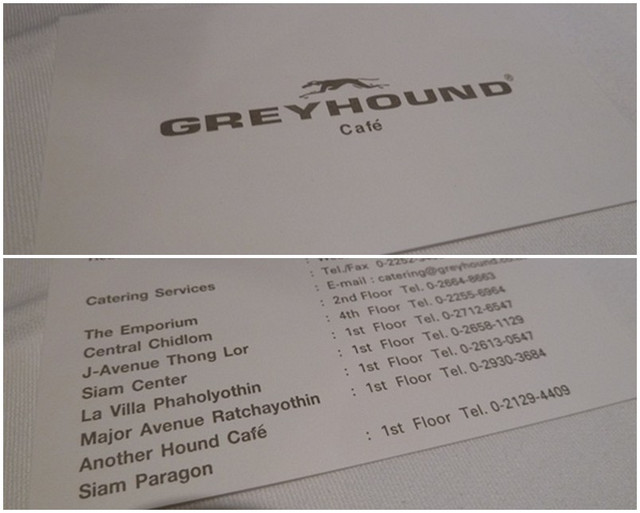 GREYHOUND®
Café
Tel./Fax
E-mail : catering@greyhound.co
Catering Services
The Emporium : 2nd Floor Tel. 0-2664-8663
Central Chidlom : 4th Floor Tel. 0-2255-6964
J-Avenue Thong Lor : 1st Floor Tel. 0-2712-6547
Siam Center : 1st Floor Tel. 0-2658-1129
La Villa Phaholyothin : 1st Floor Tel. 0-2613-0547
Major Avenue Ratchayothin : 1st Floor Tel. 0-2930-3684
Another Hound Café
Siam Paragon : 1st Floor Tel. 0-2129-4409